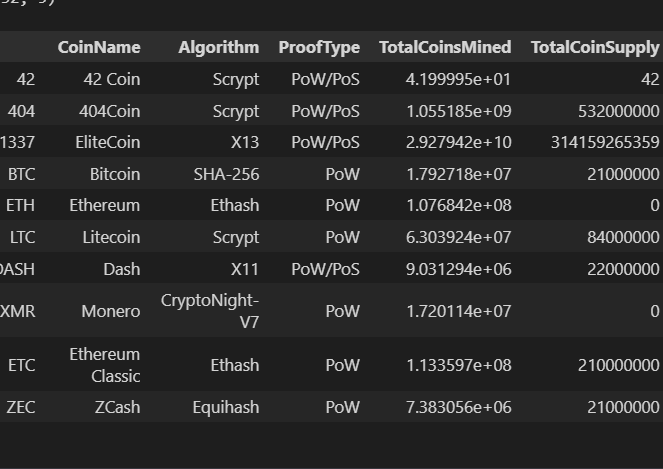 CoinName Algorithm ProofType TotalCoinsMined TotalCoinSupply
42 42 Coin Scrypt PoW/PoS 4.199995e+01 42
404 404Coin Scrypt PoW/PoS 1.055185e+09 532000000
1337 EliteCoin X13 PoW/PoS 2.927942e+10 314159265359
BTC Bitcoin SHA-256 PoW 1.792718e+07 21000000
ETH Ethereum Ethash PoW 1.076842e+08 0
LTC Litecoin Scrypt PoW 6.303924e+07 84000000
DASH Dash X11 PoW/PoS 9.031294e+06 22000000
XMR Monero CryptoNight-
V7 PoW 1.720114e+07 0
ETC Ethereum
Classic Ethash PoW 1.133597e+08 210000000
ZEC ZCash Equihash PoW 7.383056e+06 21000000